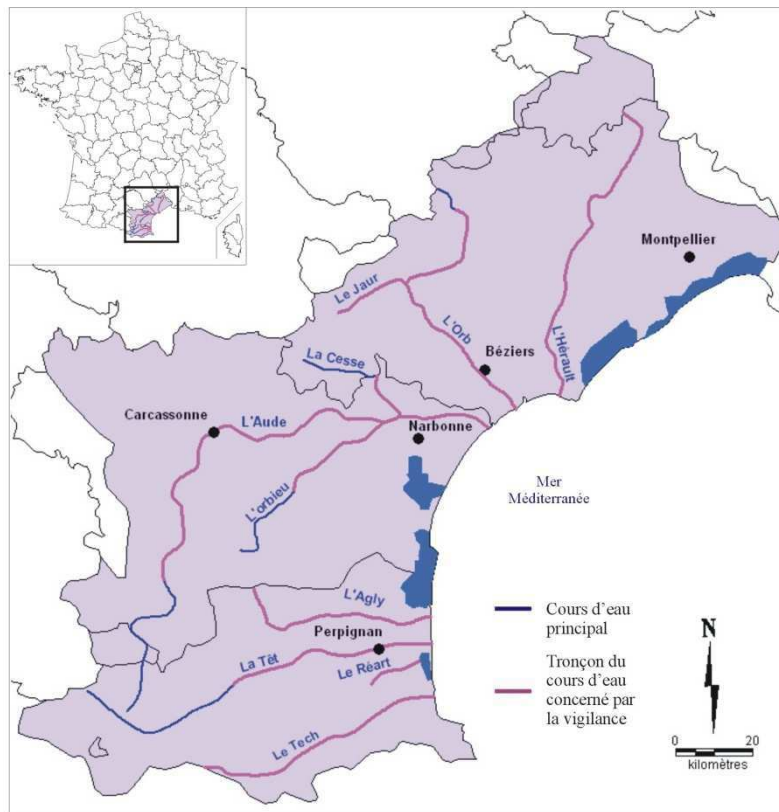 Montpellier
Le Jaur
L'Orb
L'Hérault
La Cesse
Béziers
Carcassonne
L'Aude
Narbonne
L'orbieu
Mer
Méditerranée
L'Agly
Perpignan
La Têt
Le Réart
Le Tech
Cours d'eau
principal
Tronçon du
cours d'eau
concerné par
la vigilance
N
0 20
kilomètres